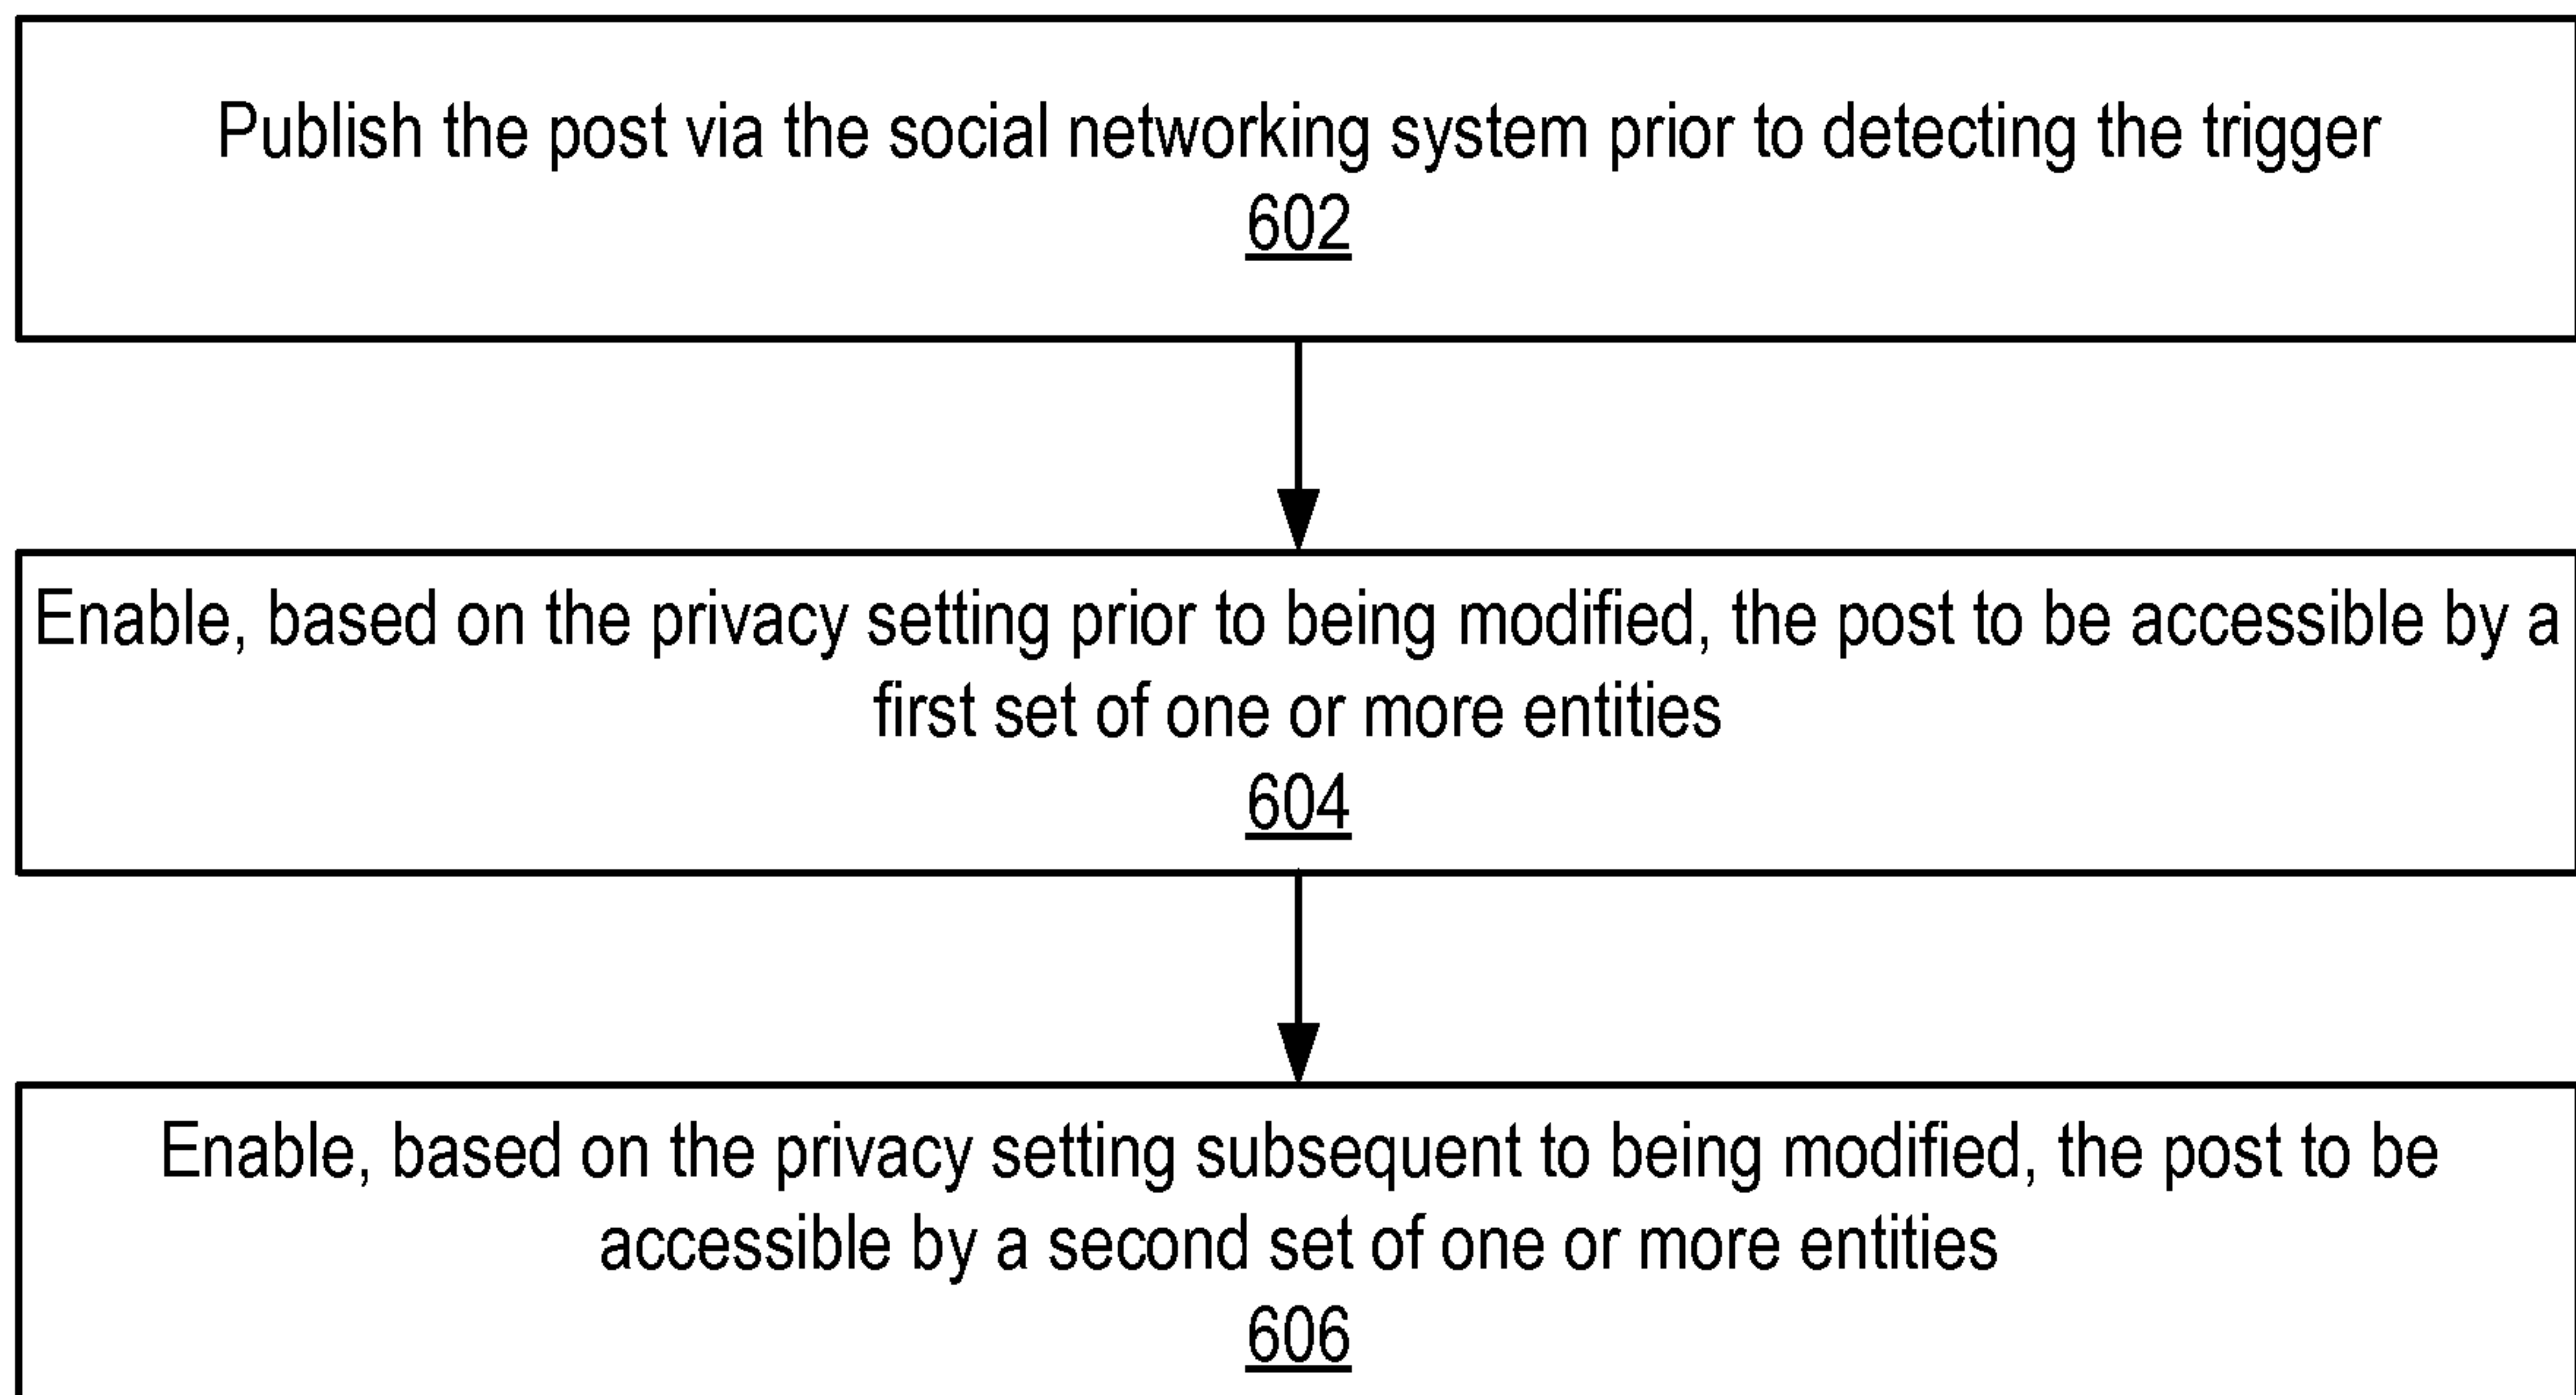 Publish the post via the social networking system prior to detecting the trigger
602
Enable, based on the privacy setting prior to being modified, the post to be accessible by a
first set of one or more entities
604
Enable, based on the privacy setting subsequent to being modified, the post to be
accessible by a second set of one or more entities
606